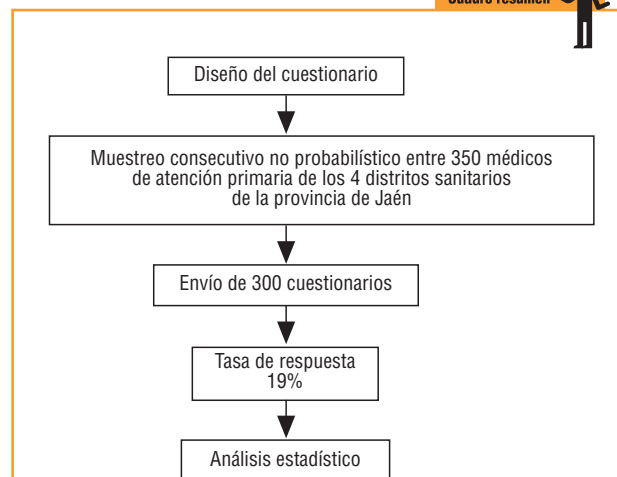 Cuadro resumen
Diseño del cuestionario
Muestreo consecutivo no probabilístico entre 350 médicos
de atención primaria de los 4 distritos sanitarios
de la provincia de Jaén
Envío de 300 cuestionarios
Tasa de respuesta
19%
Análisis estadístico